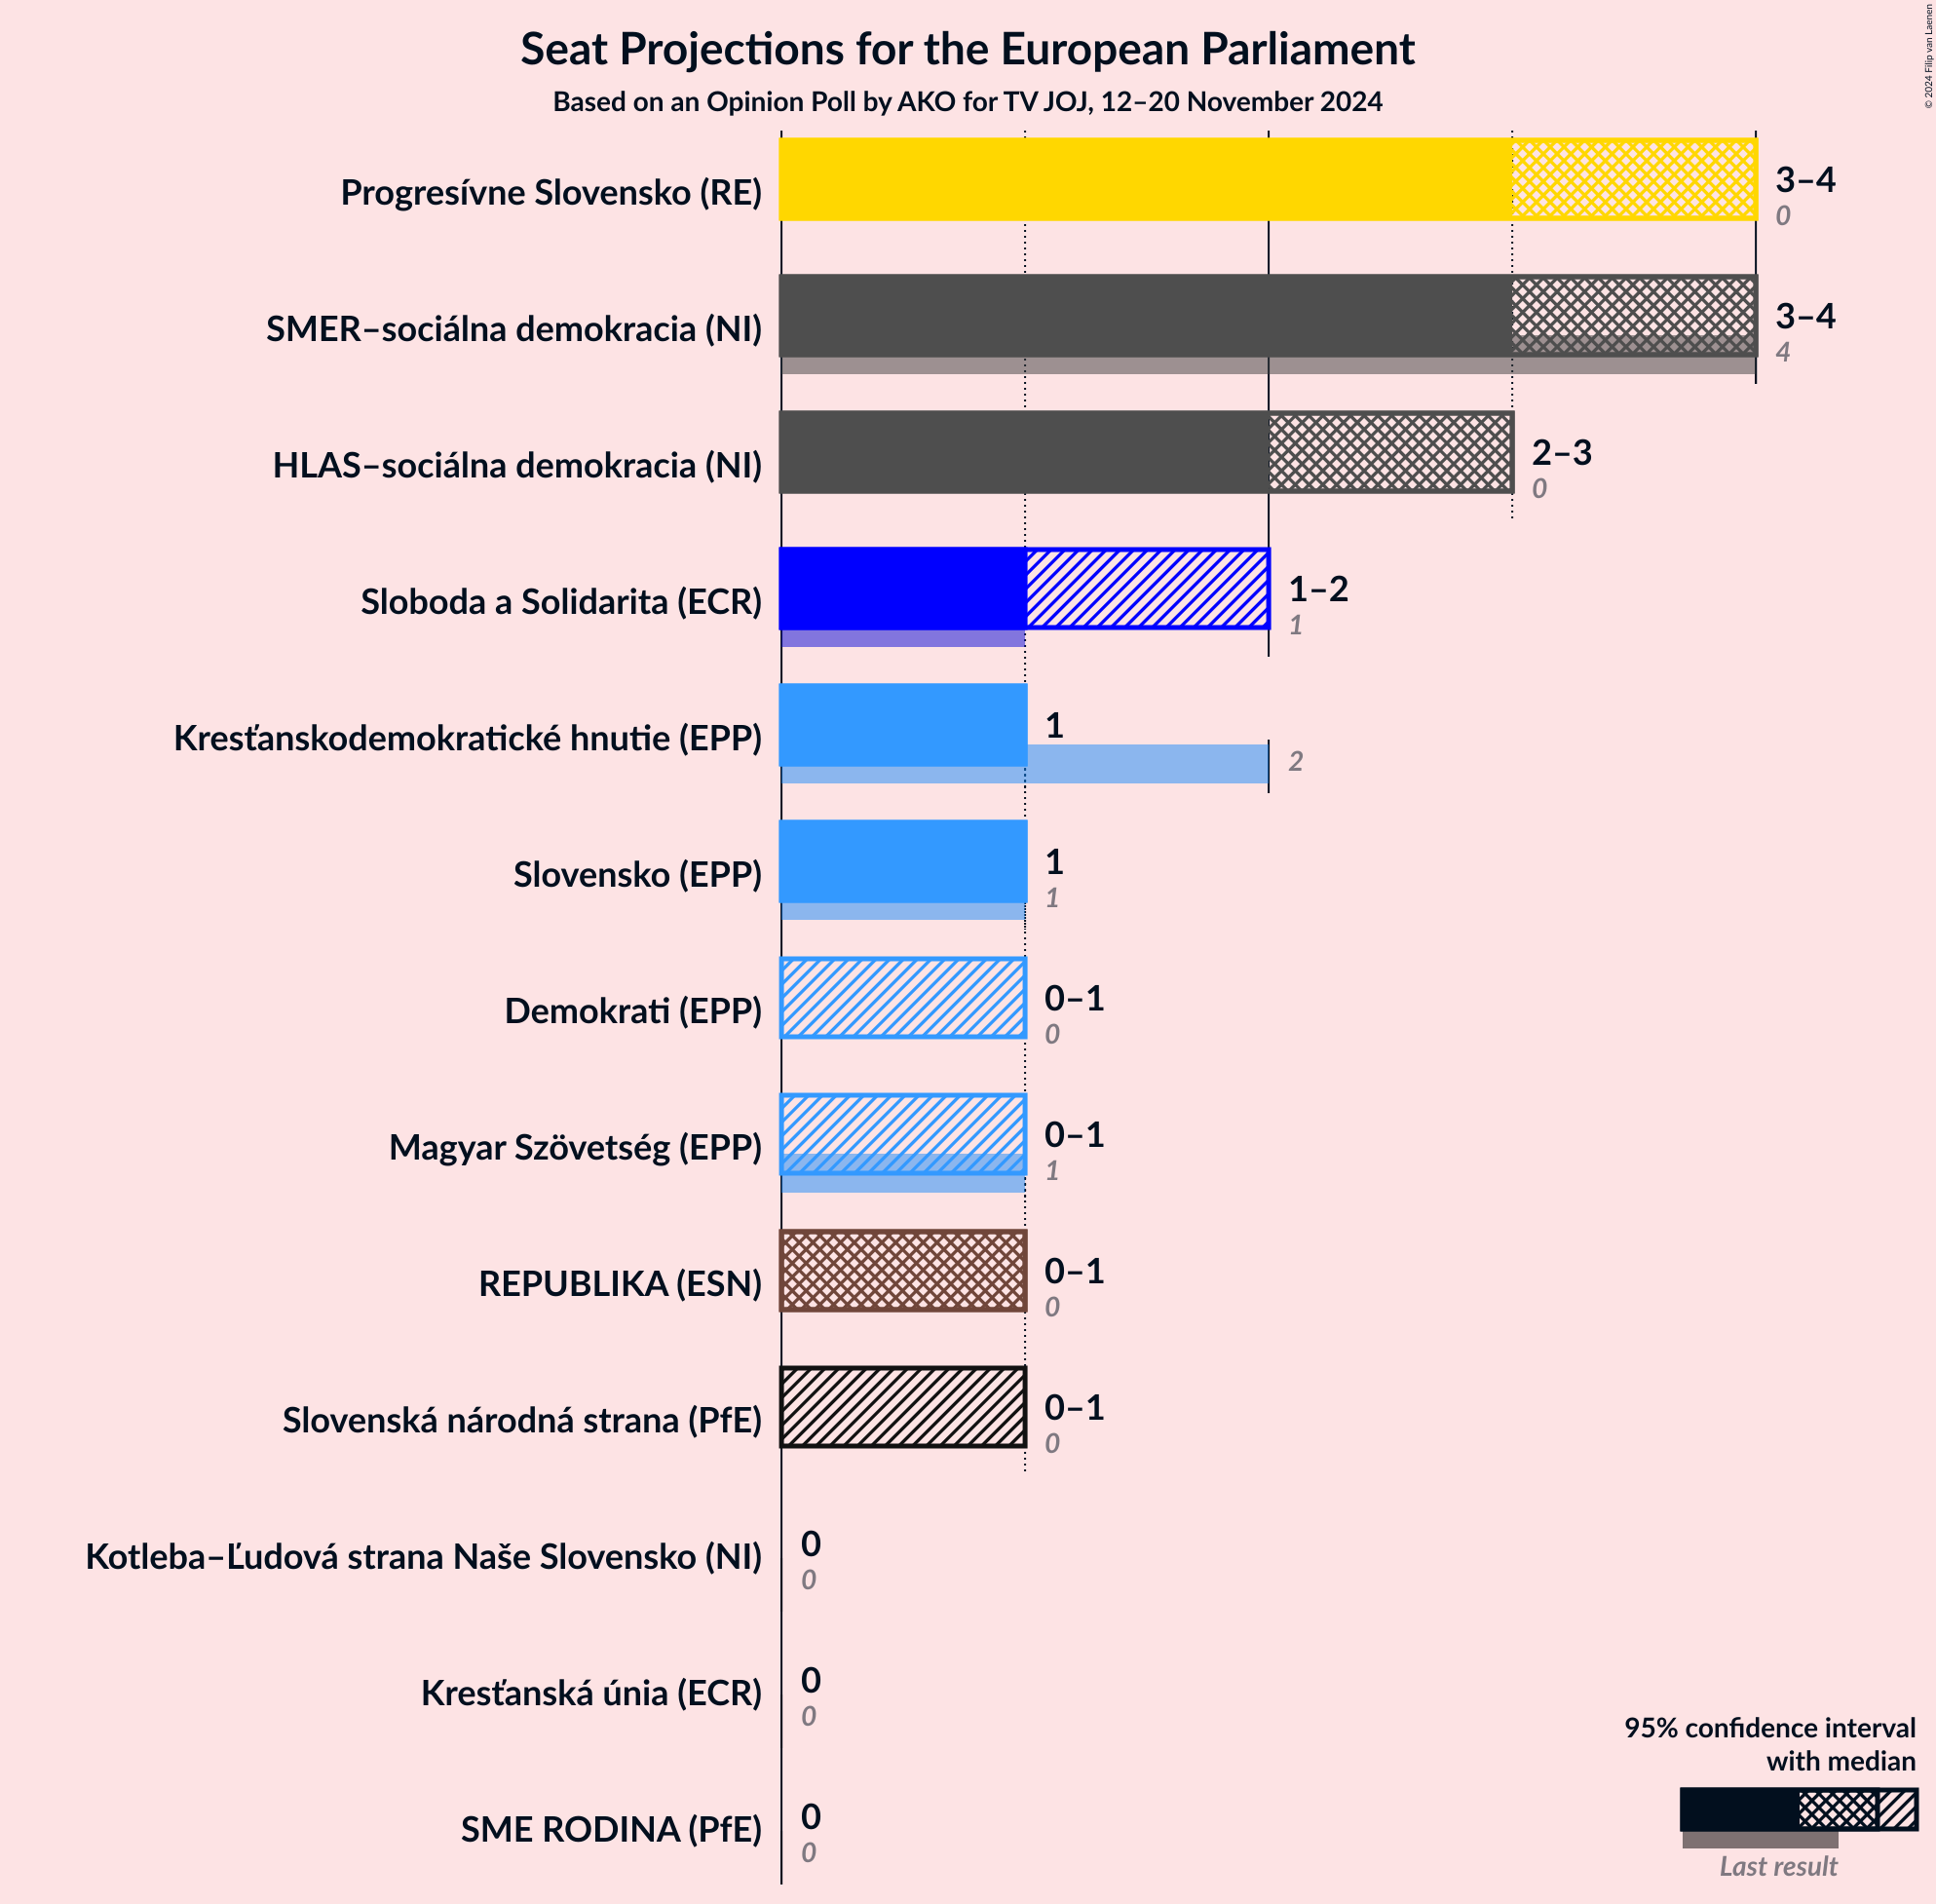 Seat Projections for the European Parliament
Based on an Opinion Poll by AKO for TV JOJ, 12–20 November 2024
© 2024 Filip van Laenen
Progresívne Slovensko (RE)
3–4
0
SMER–sociálna demokracia (NI)
3–4
4
HLAS–sociálna demokracia (NI)
2–3
0
Sloboda a Solidarita (ECR)
1–2
1
Kresťanskodemokratické hnutie (EPP)
1
2
Slovensko (EPP)
1
1
Demokrati (EPP)
0–1
0
Magyar Szövetség (EPP)
0–1
1
REPUBLIKA (ESN)
0–1
0
Slovenská národná strana (PfE)
0–1
0
Kotleba–Ľudová strana Naše Slovensko (NI)
0
0
Kresťanská únia (ECR)
0
0
SME RODINA (PfE)
0
0
95% confidence interval
with median
Last result